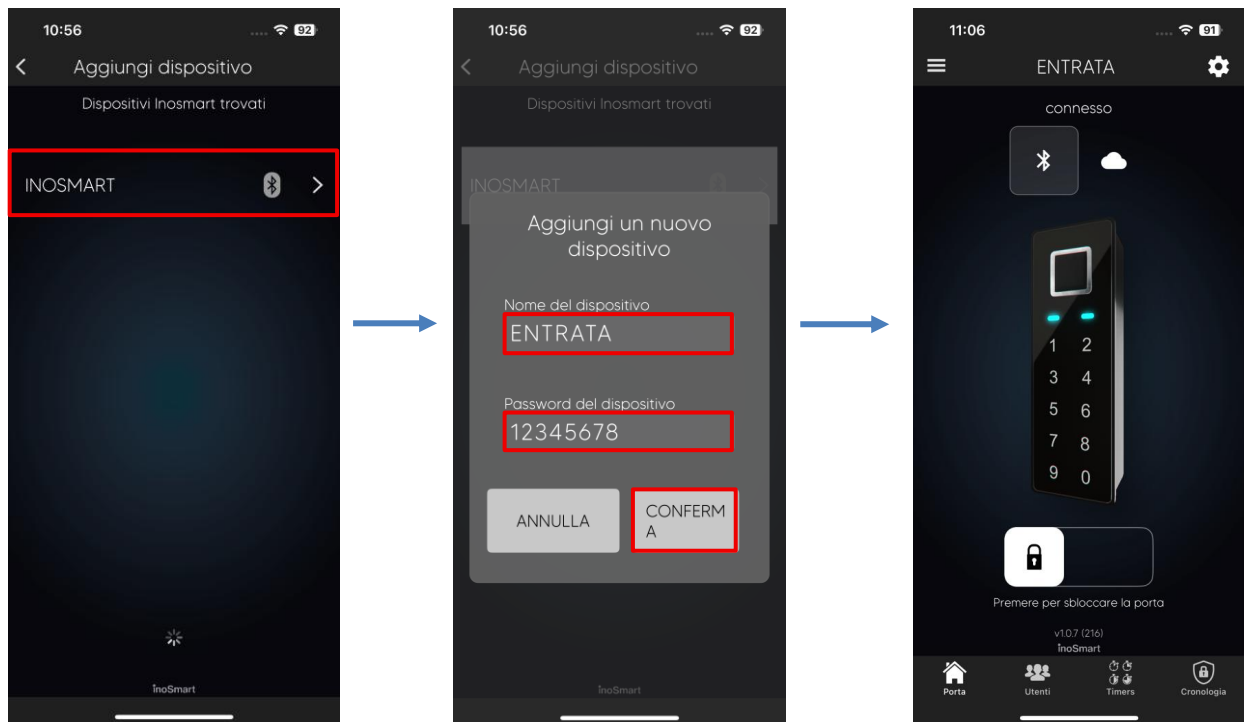 10:56
92
Aggiungi dispositivo
Dispositivi Inosmart trovati
INOSMART
inoSmart
10:56
92
Aggiungi dispositivo
Dispositivi Inosmart trovati
INOSMART
Aggiungi un nuovo
dispositivo
Nome del dispositivo
ENTRATA
Password del dispositivo
12345678
ANNULLA
CONFERM
A
inoSmart
11:06
91
ENTRATA
connesso
1 2
3 4
5 6
7 8
9 0
Premere per sbloccare la porta
v1.0.7 (216)
inoSmart
Porta
Utenti
Timers
Cronologia